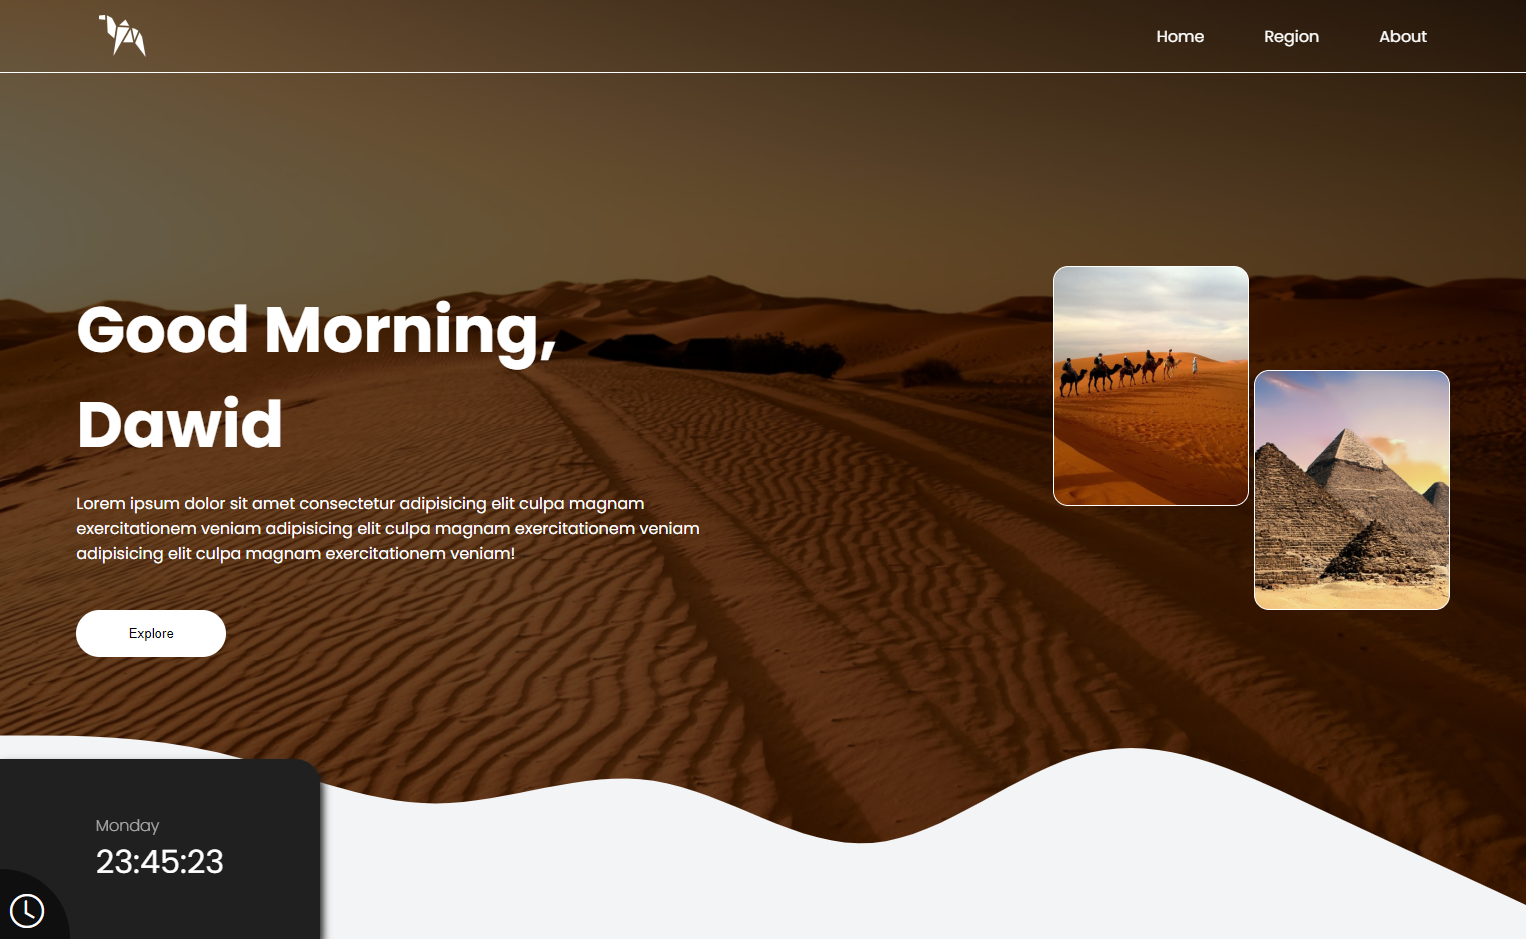 Home
Region
About
Good Morning,
Dawid
Lorem ipsum dolor sit amet consectetur adipisicing elit culpa magnam
exercitationem veniam adipisicing elit culpa magnam exercitationem veniam
adipisicing elit culpa magnam exercitationem veniam!
Explore
Monday
23:45:23